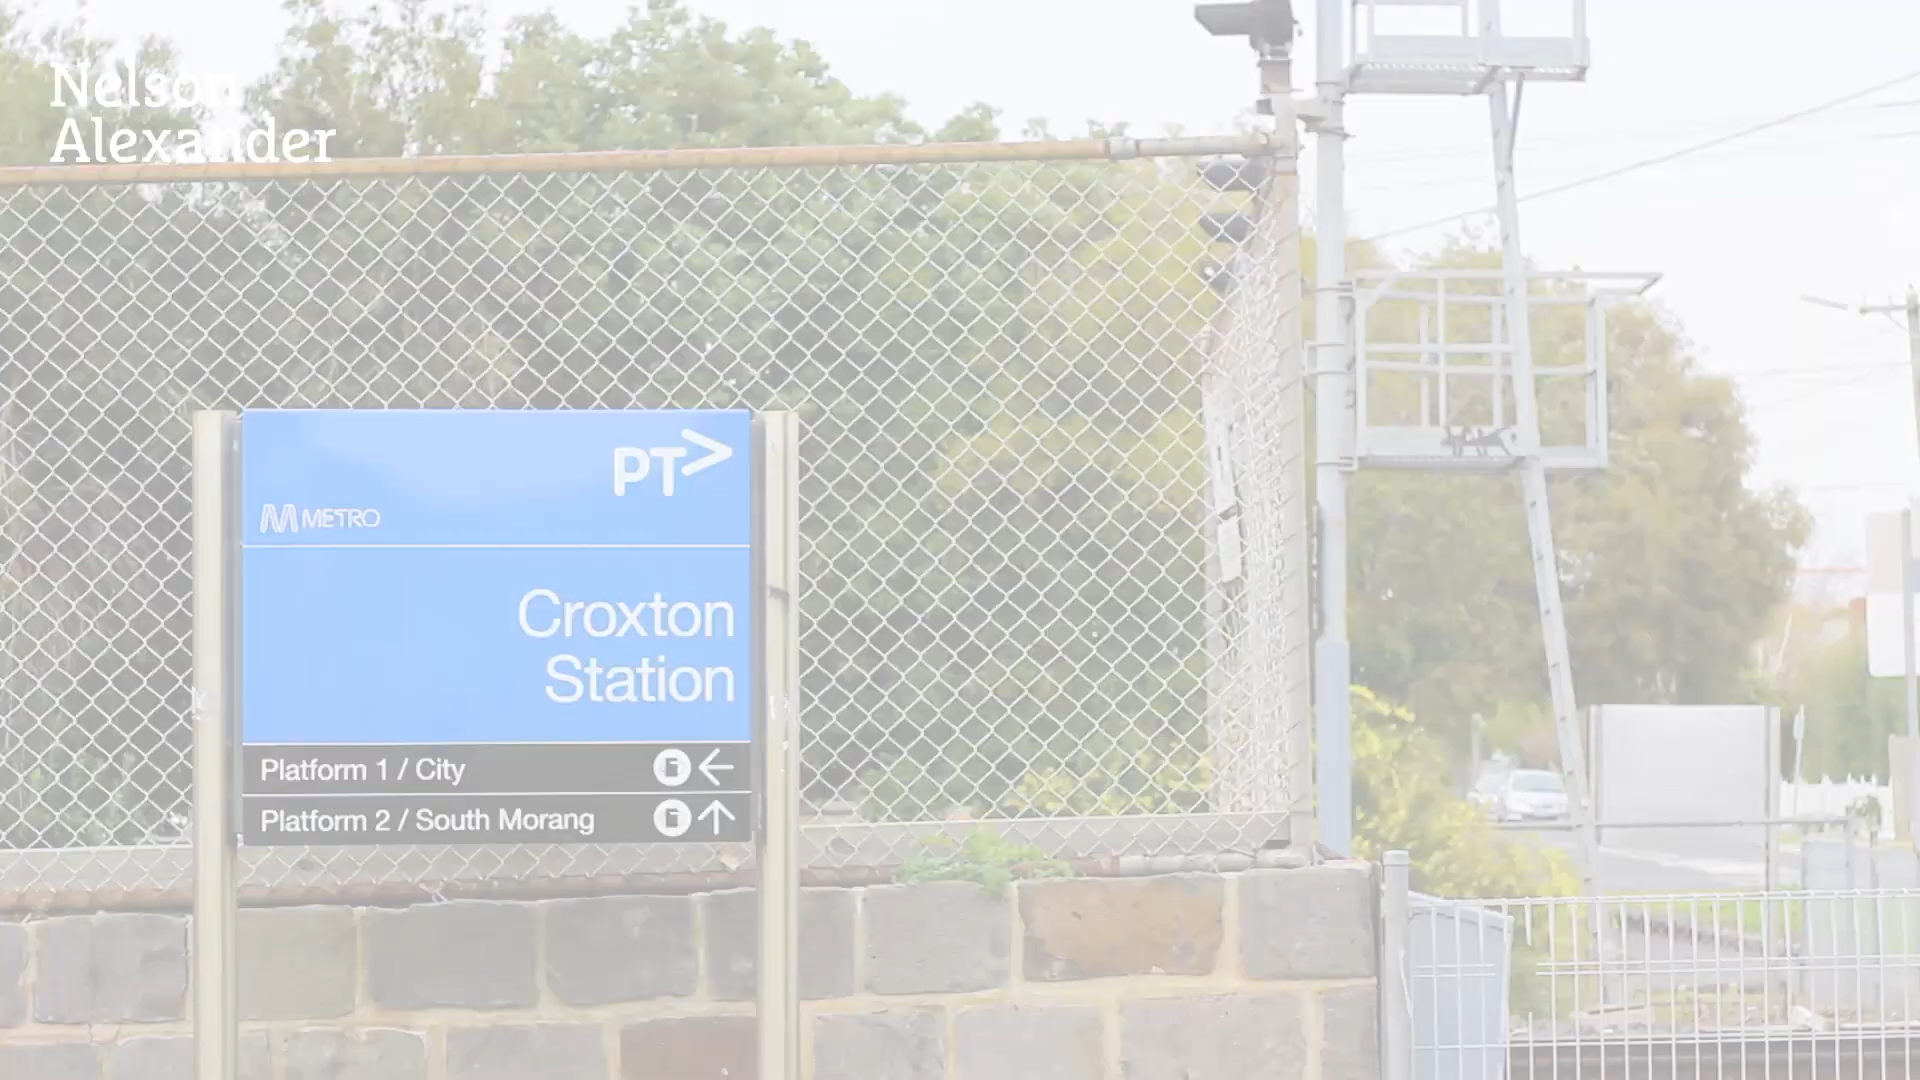 Nelson
Alexander
PT>
METRO
Croxton
Station
Platform 1 / City
Platform 2 / South Morang